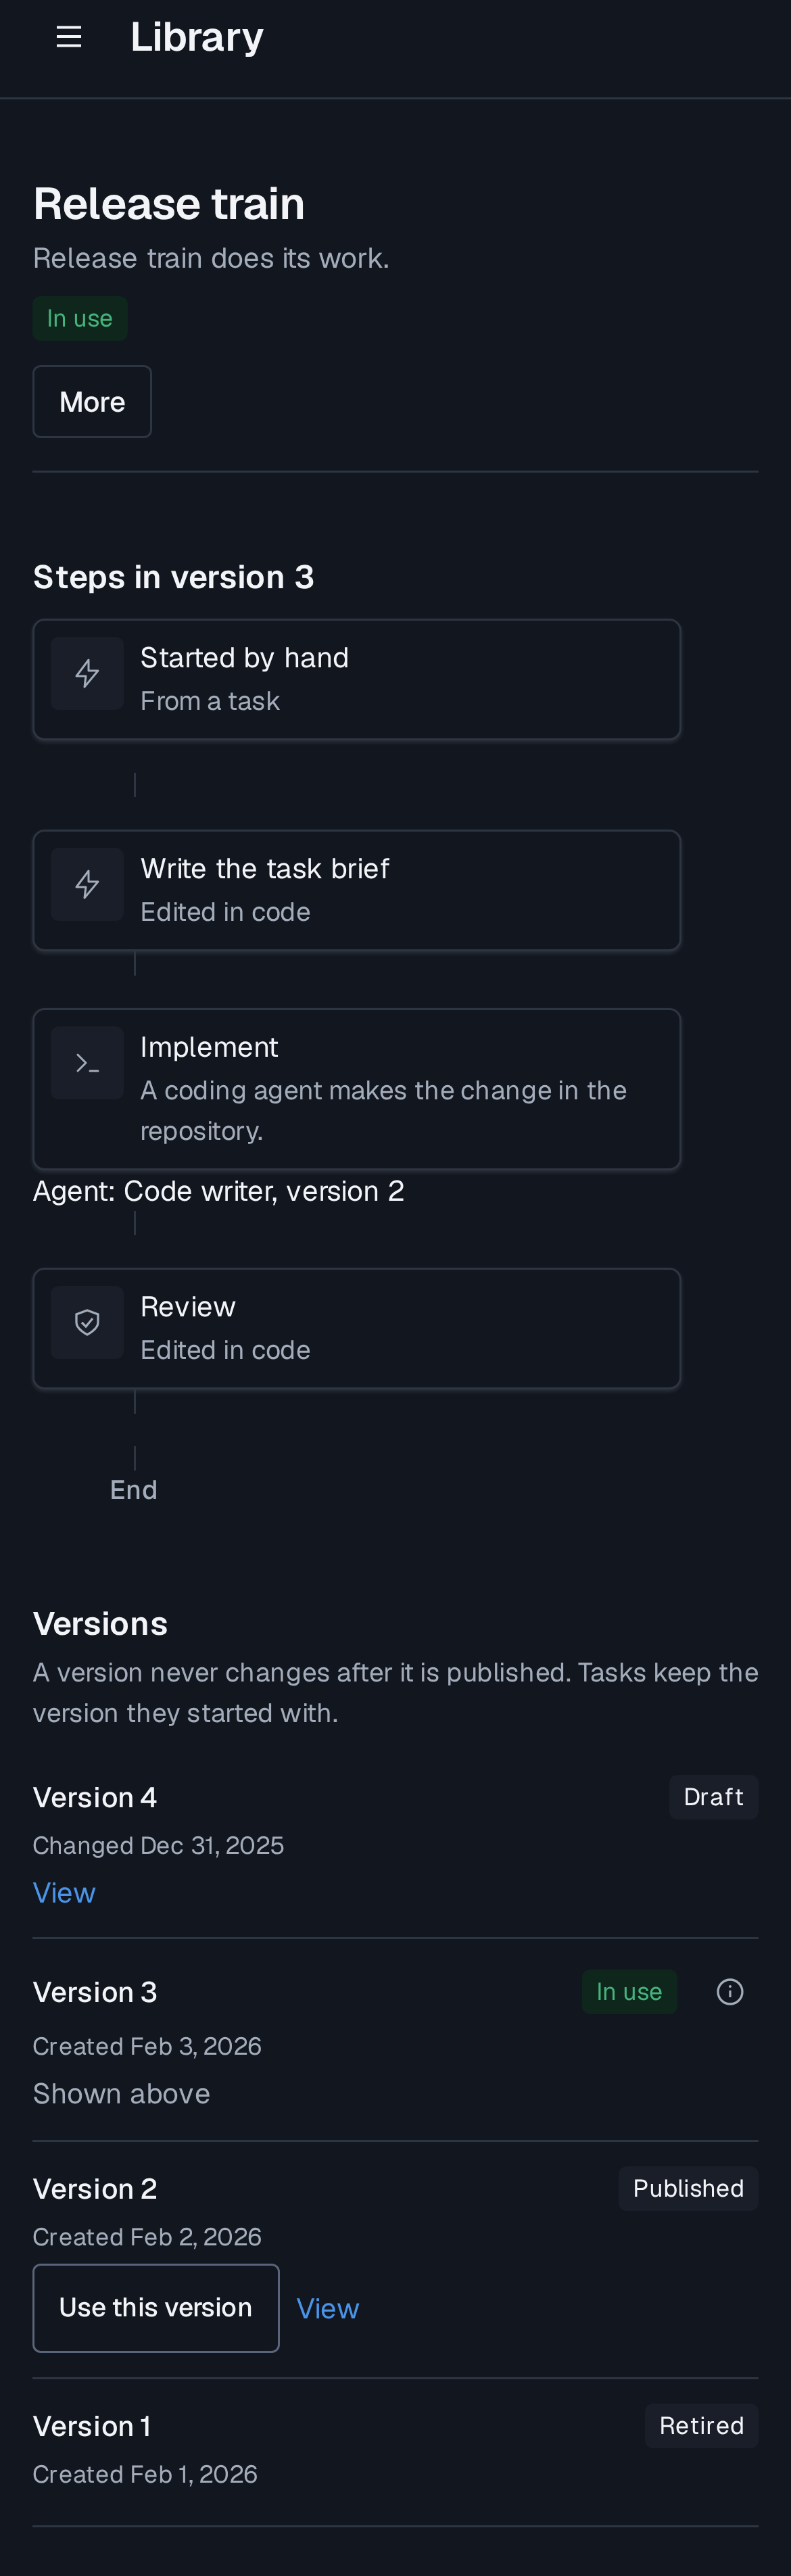 Library
Release train
Release train does its work.
In use
More
Steps in version 3
Started by hand
From a task
Write the task brief
Edited in code
Implement
A coding agent makes the change in the
repository.
Agent: Code writer, version 2
Review
Edited in code
End
Versions
A version never changes after it is published. Tasks keep the
version they started with.
Version 4
Draft
Changed Dec 31, 2025
View
Version 3
In use
Created Feb 3, 2026
Shown above
Version 2
Published
Created Feb 2, 2026
Use this version
View
Version 1
Retired
Created Feb 1, 2026